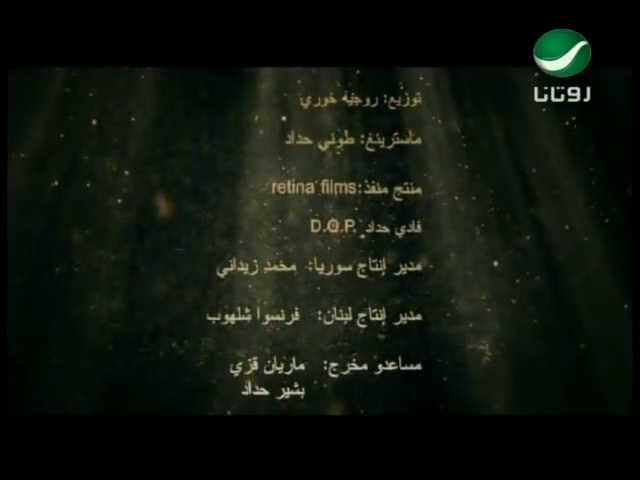 روتانا
توزيع: روجيه خوري
ماسترينغ: طوني حداد
منتج منفذ: retina films
فادي حداد D.O.P.
مدير إنتاج سوريا: محمد زيداني
مدير إنتاج لبنان: فرنسوا شلهوب
مساعدو مخرج: ماريان قزي
بشير حداد